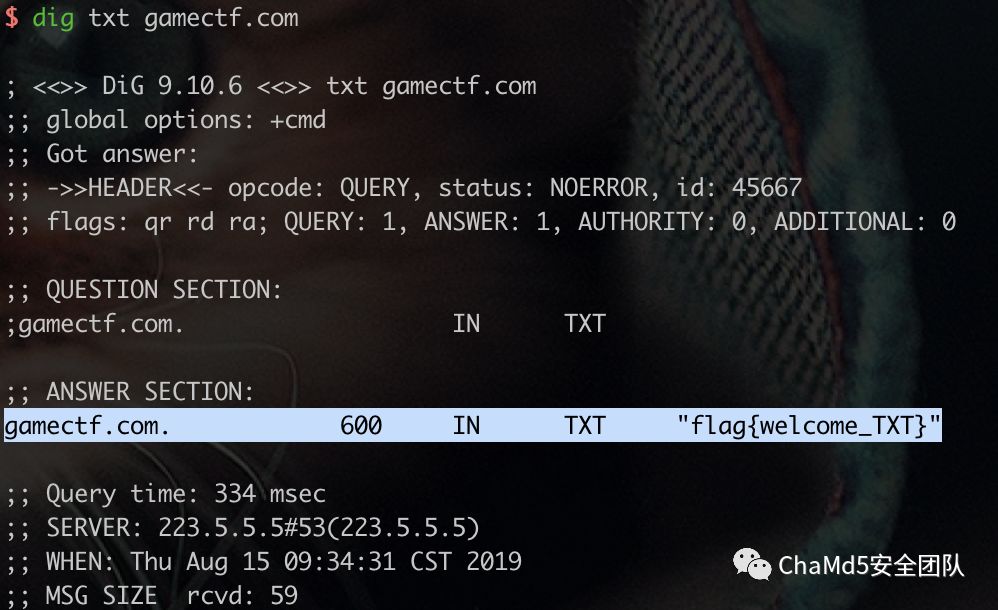 $ dig txt gamectf.com
; <<>> DiG 9.10.6 <<>> txt gamectf.com
;; global options: +cmd
;; Got answer:
;; ->>HEADER<<- opcode: QUERY, status: NOERROR, id: 45667
;; flags: qr rd ra; QUERY: 1, ANSWER: 1, AUTHORITY: 0, ADDITIONAL: 0
;; QUESTION SECTION:
;gamectf.com. IN TXT
;; ANSWER SECTION:
gamectf.com. 600 IN TXT "flag{welcome_TXT}"
;; Query time: 334 msec
;; SERVER: 223.5.5.5#53(223.5.5.5)
;; WHEN: Thu Aug 15 09:34:31 CST 2019
;; MSG SIZE rcvd: 59
ChaMd5安全团队